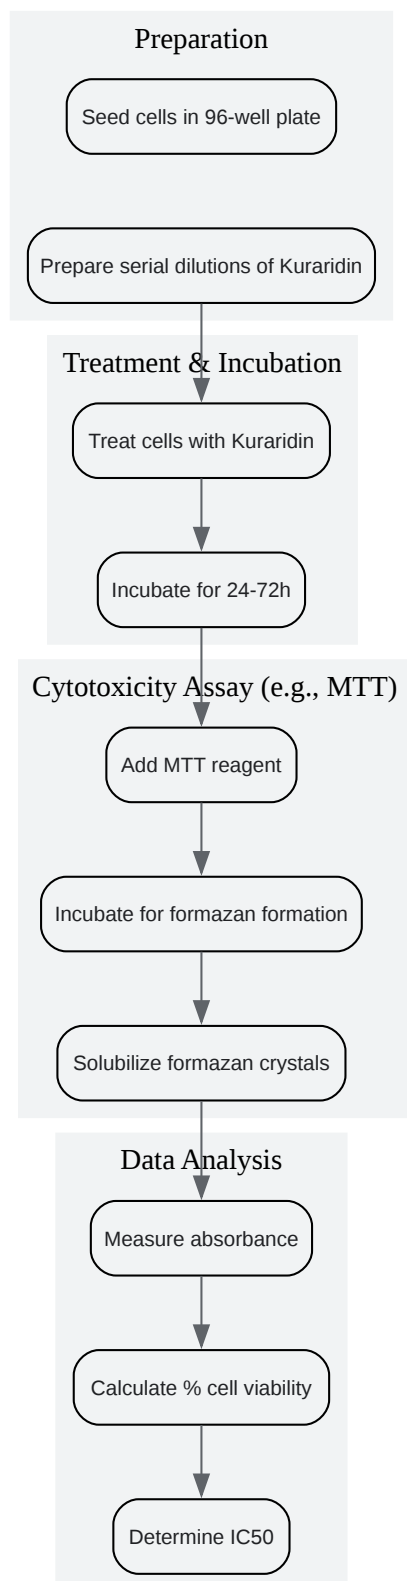 Preparation
Seed cells in 96-well plate
Prepare serial dilutions of Kuraridin
Treatment & Incubation
Treat cells with Kuraridin
Incubate for 24-72h
Cytotoxicity Assay (e.g., MTT)
Add MTT reagent
Incubate for formazan formation
Solubilize formazan crystals
Data Analysis
Measure absorbance
Calculate % cell viability
Determine IC50